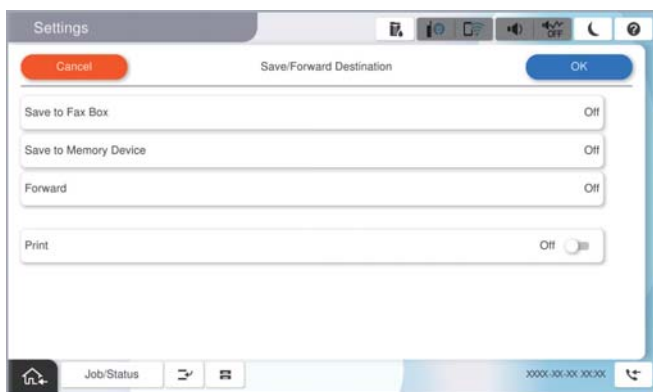 Settings
OFF
Cancel
Save/Forward Destination
OK
Save to Fax Box Off
Save to Memory Device Off
Forward Off
Print Off
Job/Status
XXXX-XX-XX XX:XX